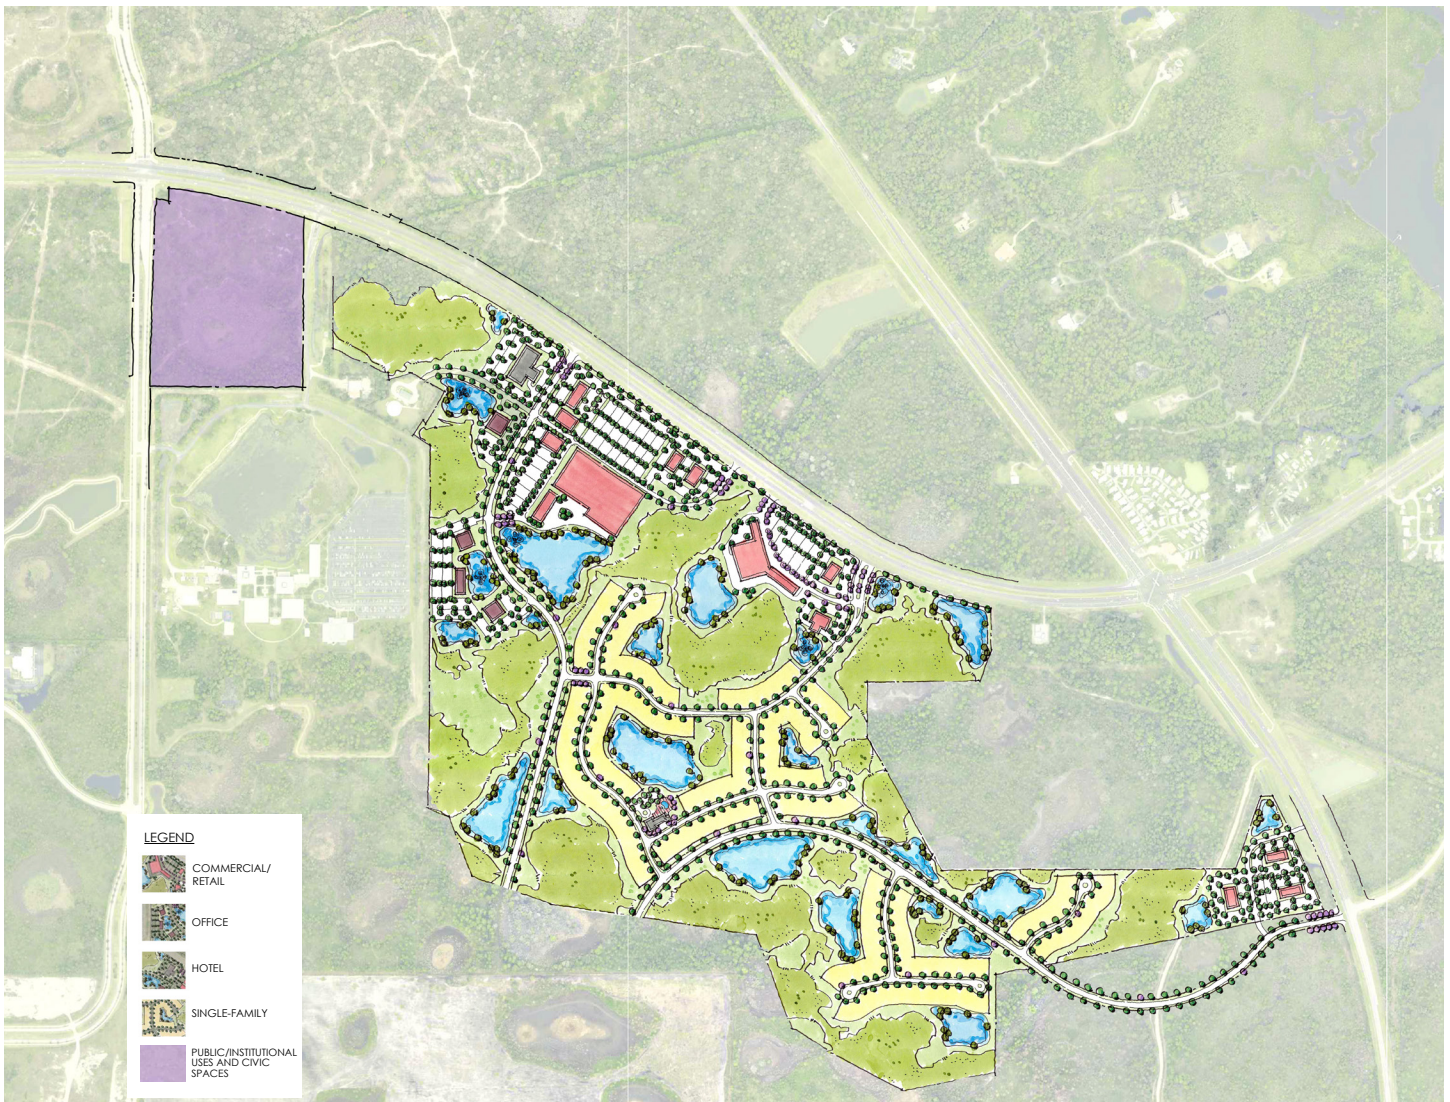 LEGEND
COMMERCIAL/
RETAIL
OFFICE
HOTEL
SINGLE-FAMILY
PUBLIC/INSTITUTIONAL
USES AND CIVIC
SPACES